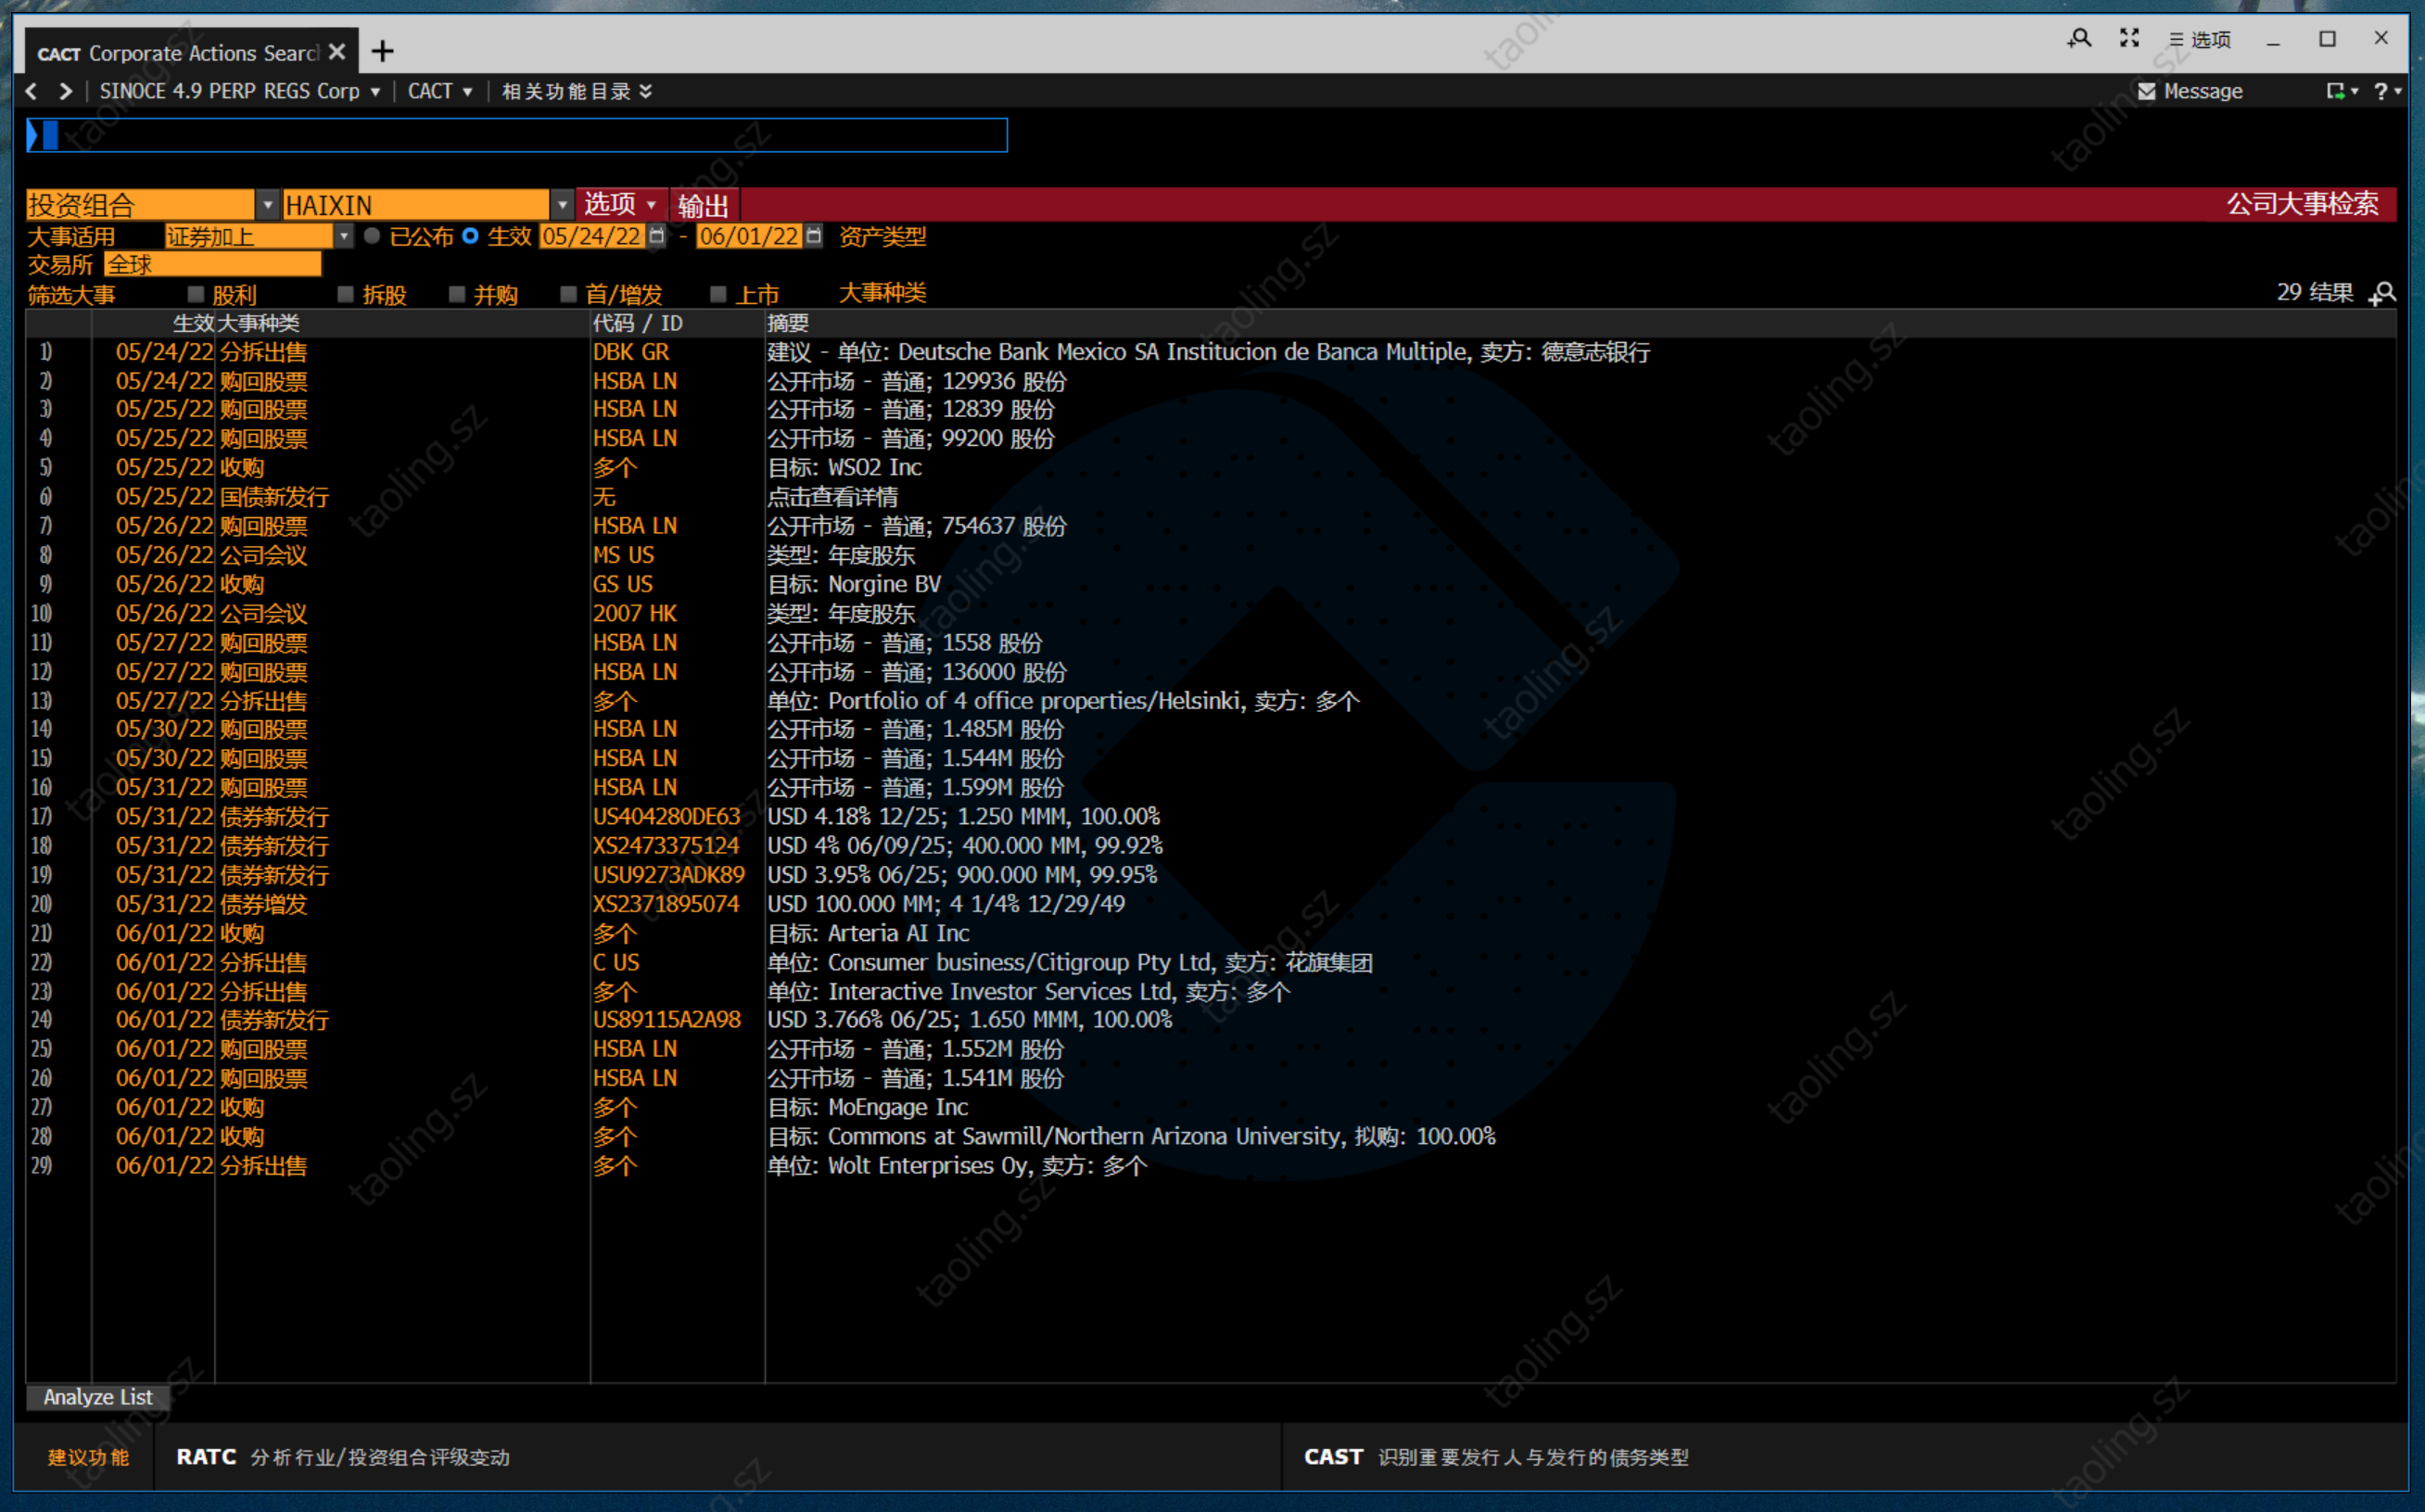 CACT Corporate Actions Searc
选项
SINOCE 4.9 PERP REGS Corp CACT 相关功能目录 Message ?
投资组合 HAIXIN 选项 输出 公司大事检索
大事适用 证券加上 已公布 生效 05/24/22 - 06/01/22 资产类型
交易所 全球
筛选大事 股利 拆股 并购 首/增发 上市 大事种类 29 结果
生效 大事种类 代码 / ID 摘要
1) 05/24/22 分拆出售 DBK GR 建议 - 单位: Deutsche Bank Mexico SA Institucion de Banca Multiple, 卖方: 德意志银行
2) 05/24/22 购回股票 HSBA LN 公开市场 - 普通; 129936 股份
3) 05/25/22 购回股票 HSBA LN 公开市场 - 普通; 12839 股份
4) 05/25/22 购回股票 HSBA LN 公开市场 - 普通; 99200 股份
5) 05/25/22 收购 多个 目标: WSO2 Inc
6) 05/25/22 国债新发行 无 点击查看详情
7) 05/26/22 购回股票 HSBA LN 公开市场 - 普通; 754637 股份
8) 05/26/22 公司会议 MS US 类型: 年度股东
9) 05/26/22 收购 GS US 目标: Norgine BV
10) 05/26/22 公司会议 2007 HK 类型: 年度股东
11) 05/27/22 购回股票 HSBA LN 公开市场 - 普通; 1558 股份
12) 05/27/22 购回股票 HSBA LN 公开市场 - 普通; 136000 股份
13) 05/27/22 分拆出售 多个 单位: Portfolio of 4 office properties/Helsinki, 卖方: 多个
14) 05/30/22 购回股票 HSBA LN 公开市场 - 普通; 1.485M 股份
15) 05/30/22 购回股票 HSBA LN 公开市场 - 普通; 1.544M 股份
16) 05/31/22 购回股票 HSBA LN 公开市场 - 普通; 1.599M 股份
17) 05/31/22 债券新发行 US404280DE63 USD 4.18% 12/25; 1.250 MMM, 100.00%
18) 05/31/22 债券新发行 XS2473375124 USD 4% 06/09/25; 400.000 MM, 99.92%
19) 05/31/22 债券新发行 USU9273ADK89 USD 3.95% 06/25; 900.000 MM, 99.95%
20) 05/31/22 债券增发 XS2371895074 USD 100.000 MM; 4 1/4% 12/29/49
21) 06/01/22 收购 多个 目标: Arteria AI Inc
22) 06/01/22 分拆出售 C US 单位: Consumer business/Citigroup Pty Ltd, 卖方: 花旗集团
23) 06/01/22 分拆出售 多个 单位: Interactive Investor Services Ltd, 卖方: 多个
24) 06/01/22 债券新发行 US89115A2A98 USD 3.766% 06/25; 1.650 MMM, 100.00%
25) 06/01/22 购回股票 HSBA LN 公开市场 - 普通; 1.552M 股份
26) 06/01/22 购回股票 HSBA LN 公开市场 - 普通; 1.541M 股份
27) 06/01/22 收购 多个 目标: MoEngage Inc
28) 06/01/22 收购 多个 目标: Commons at Sawmill/Northern Arizona University, 拟购: 100.00%
29) 06/01/22 分拆出售 多个 单位: Wolt Enterprises Oy, 卖方: 多个
Analyze List
建议功能 RATC 分析行业/投资组合评级变动 CAST 识别重要发行人与发行的债务类型
taoling.sz